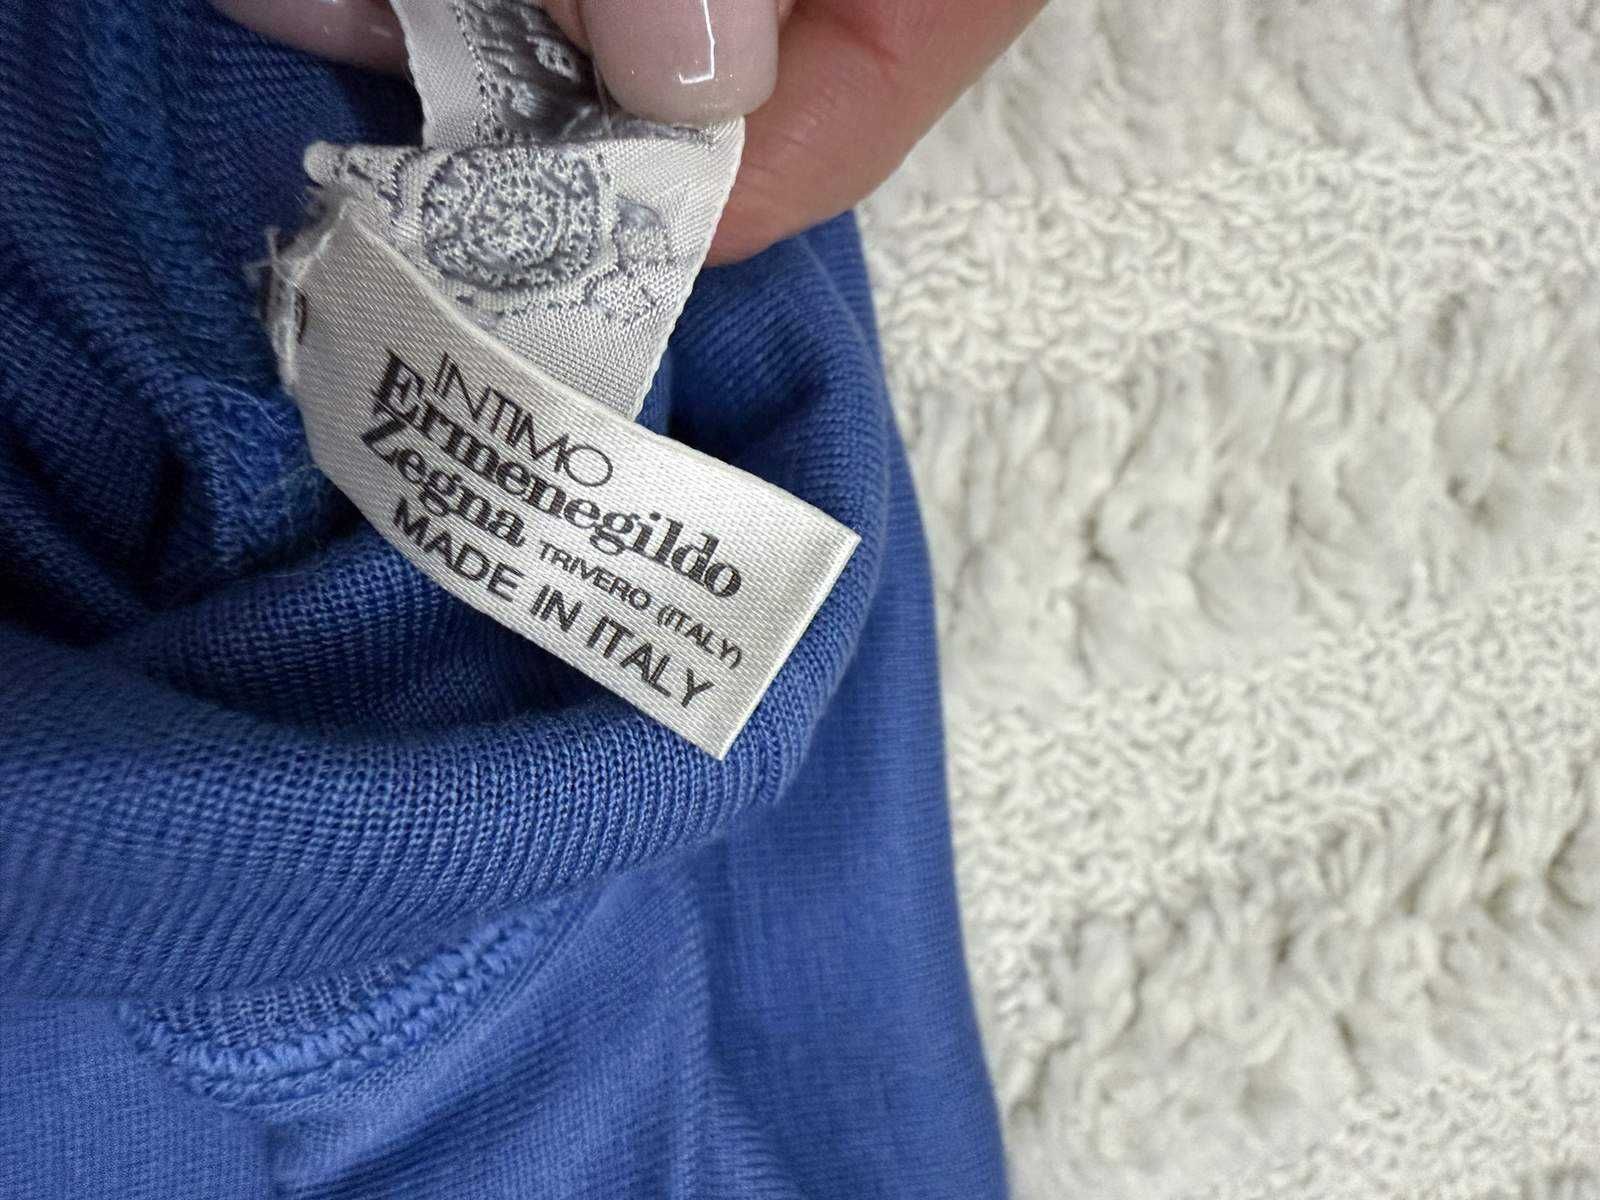 INTIMO
Ermenegildo
Zegna TRIVERO (ITALY)
MADE IN ITALY